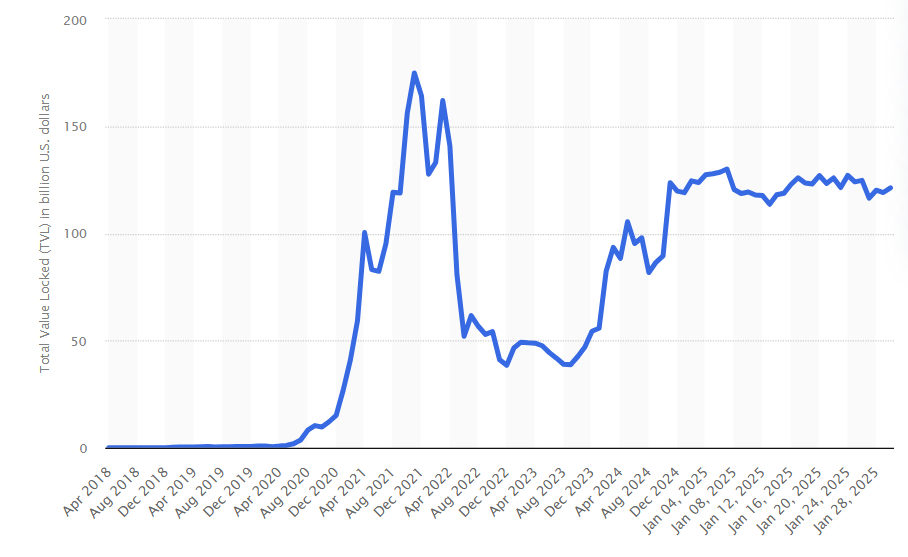 200
150
100
50
0
Total Value Locked (TVL) in billion U.S. dollars
Apr 2018
Aug 2018
Dec 2018
Apr 2019
Aug 2019
Dec 2019
Apr 2020
Aug 2020
Dec 2020
Apr 2021
Aug 2021
Dec 2021
Apr 2022
Aug 2022
Dec 2022
Apr 2023
Aug 2023
Dec 2023
Apr 2024
Aug 2024
Dec 2024
Jan 04, 2025
Jan 08, 2025
Jan 12, 2025
Jan 16, 2025
Jan 20, 2025
Jan 24, 2025
Jan 28, 2025